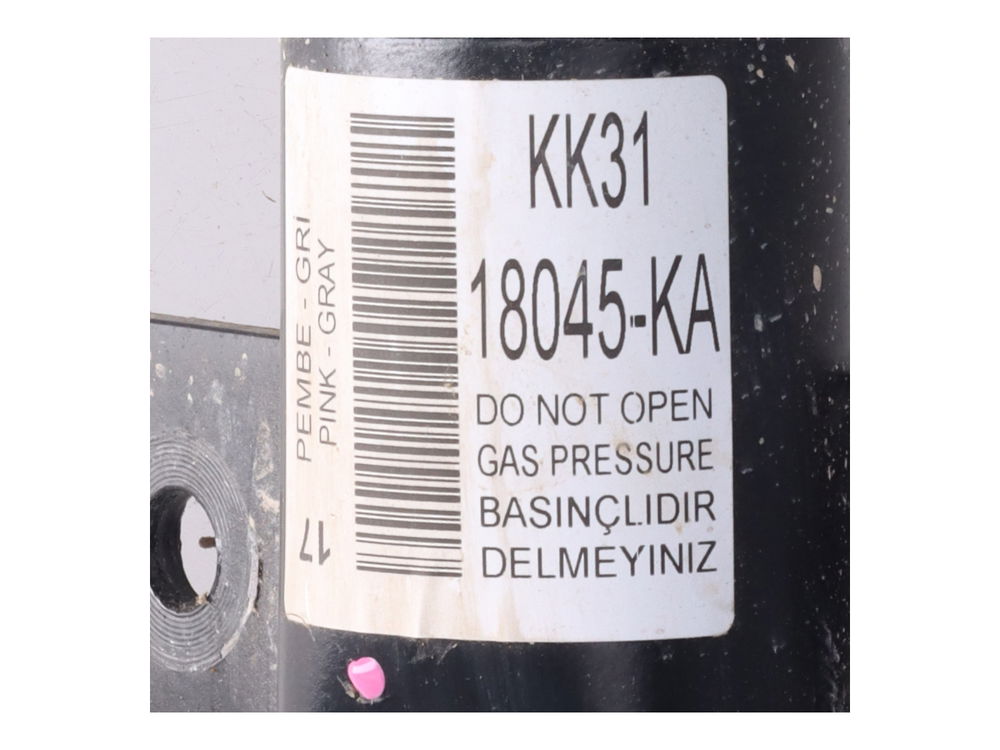 KK31
18045-KA
DO NOT OPEN
GAS PRESSURE
BASINÇLIDIR
DELMEYINIZ
PEMBE - GRİ
PINK - GRAY
17